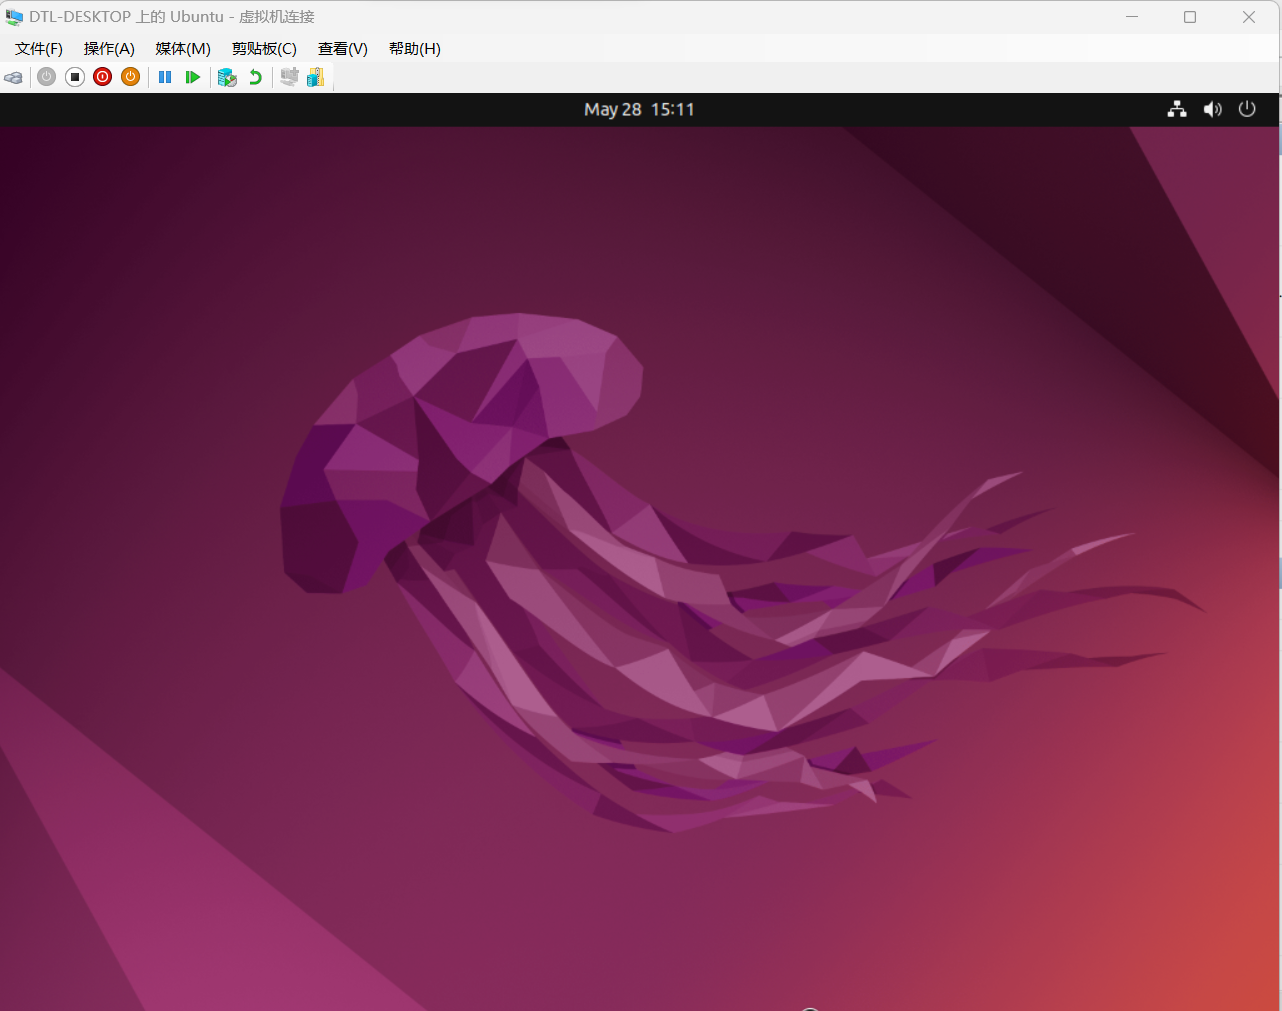 DTL-DESKTOP 上的 Ubuntu - 虚拟机连接
文件(F) 操作(A) 媒体(M) 剪贴板(C) 查看(V) 帮助(H)
May 28 15:11